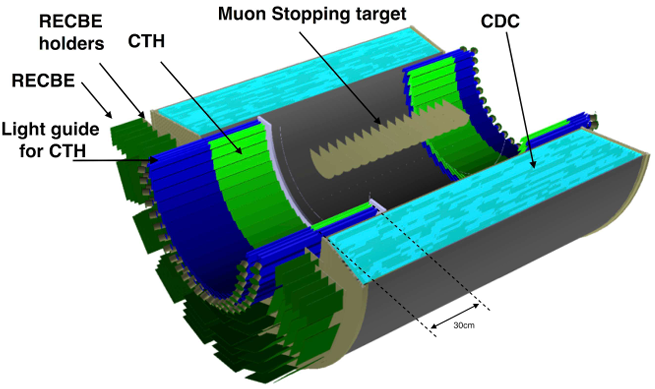 RECBE
holders
CTH
Muon Stopping target
CDC
RECBE
Light guide
for CTH
30cm